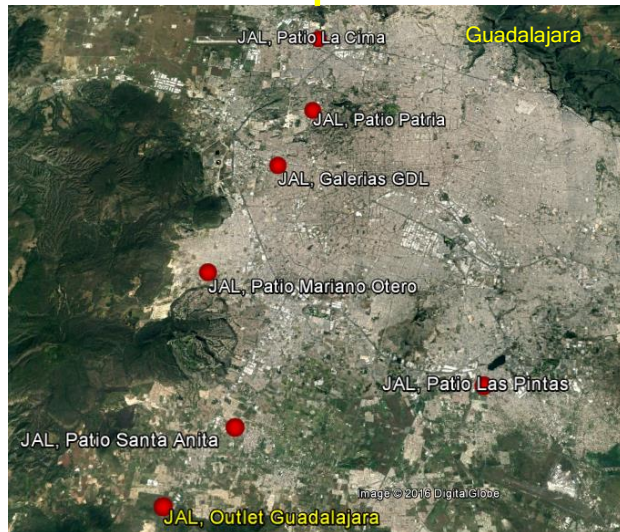 JAL, Patio La Cima
Guadalajara
JAL, Patio Patria
JAL, Galerias GDL
JAL, Patio Mariano Otero
JAL, Patio Las Pintas
JAL, Patio Santa Anita
Image © 2016 DigitalGlobe
JAL, Outlet Guadalajara